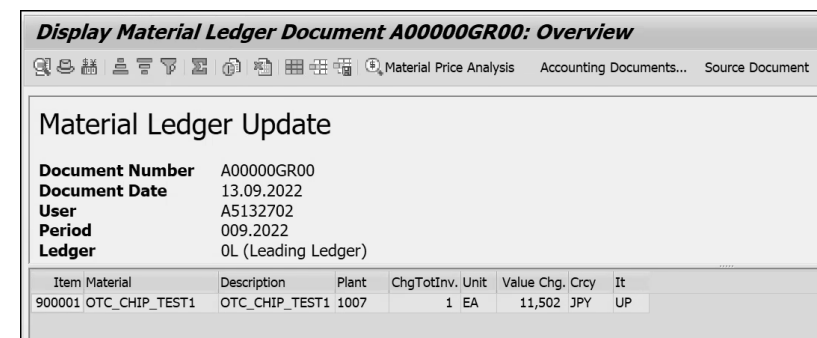 Display Material Ledger Document A00000GR00: Overview
Material Price Analysis Accounting Documents... Source Document
Material Ledger Update
Document Number A00000GR00
Document Date 13.09.2022
User A5132702
Period 009.2022
Ledger 0L (Leading Ledger)
Item Material Description Plant ChgTotInv. Unit Value Chg. Crcy It
900001 OTC_CHIP_TEST1 OTC_CHIP_TEST1 1007 1 EA 11,502 JPY UP